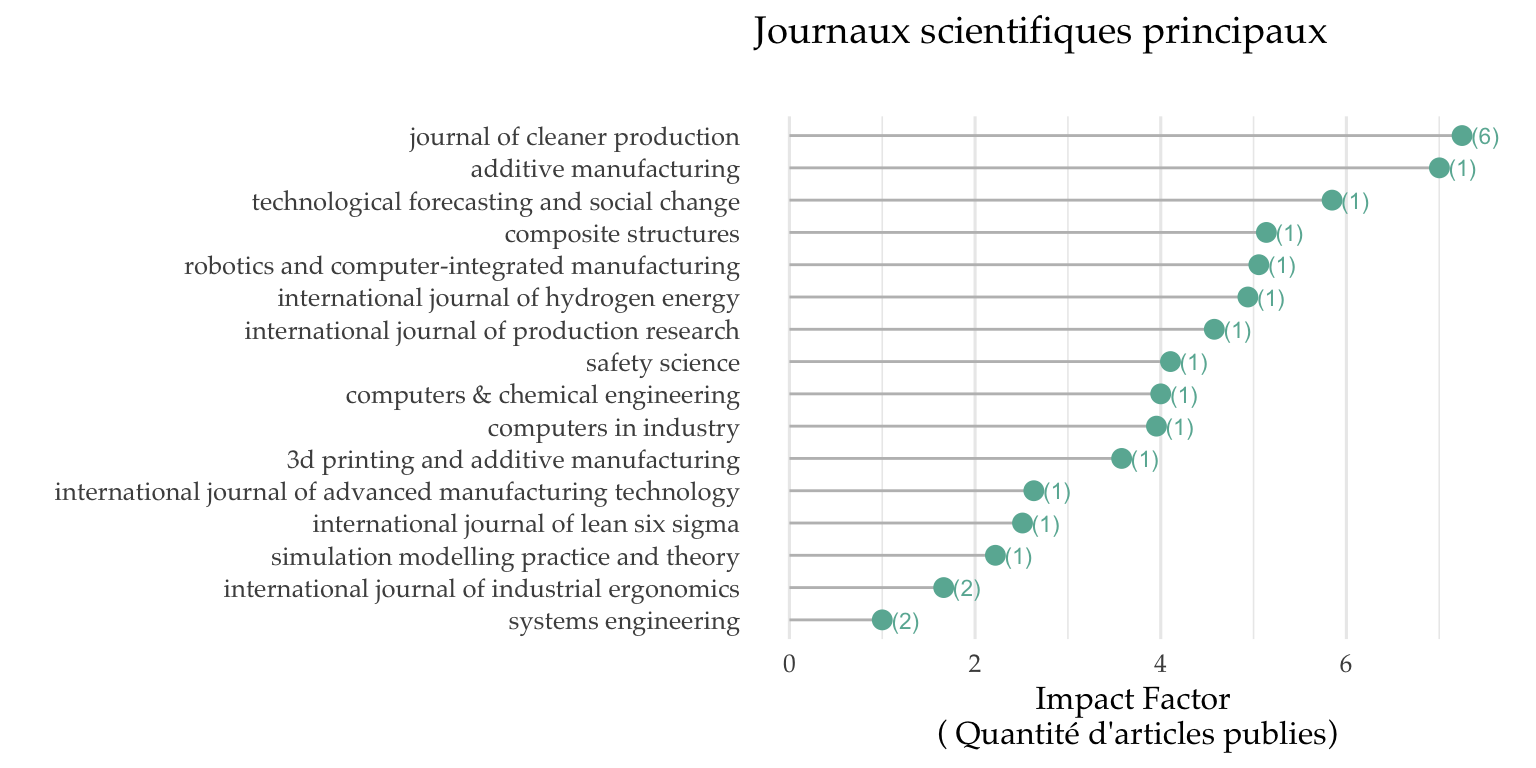 Journaux scientifiques principaux
journal of cleaner production (6)
additive manufacturing (1)
technological forecasting and social change (1)
composite structures (1)
robotics and computer-integrated manufacturing (1)
international journal of hydrogen energy (1)
international journal of production research (1)
safety science (1)
computers & chemical engineering (1)
computers in industry (1)
3d printing and additive manufacturing (1)
international journal of advanced manufacturing technology (1)
international journal of lean six sigma (1)
simulation modelling practice and theory (1)
international journal of industrial ergonomics (2)
systems engineering (2)
0 2 4 6
Impact Factor
( Quantité d'articles publies)